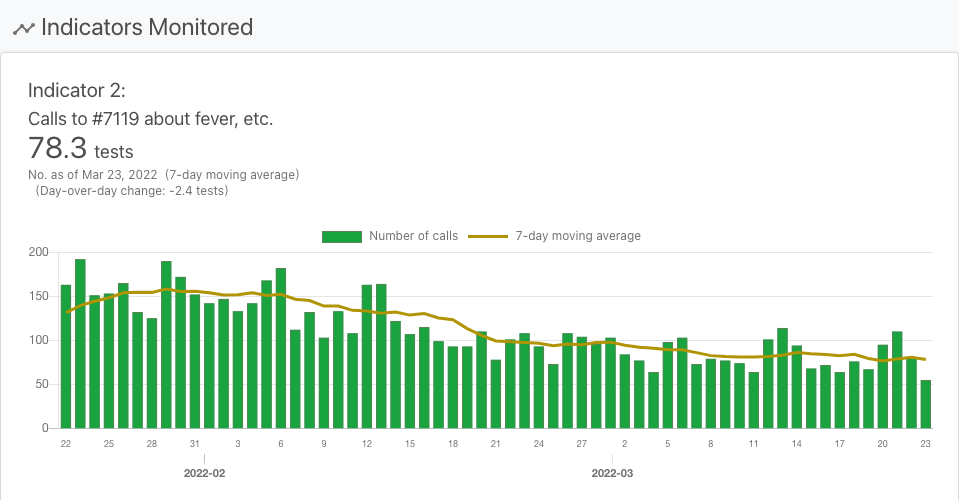 Indicators Monitored
Indicator 2:
Calls to #7119 about fever, etc.
78.3 tests
No. as of Mar 23, 2022 (7-day moving average)
(Day-over-day change: -2.4 tests)
Number of calls 7-day moving average
200
150
100
50
0
22 25 28 31 3 6 9 12 15 18 21 24 27 2 5 8 11 14 17 20 23
2022-02 2022-03